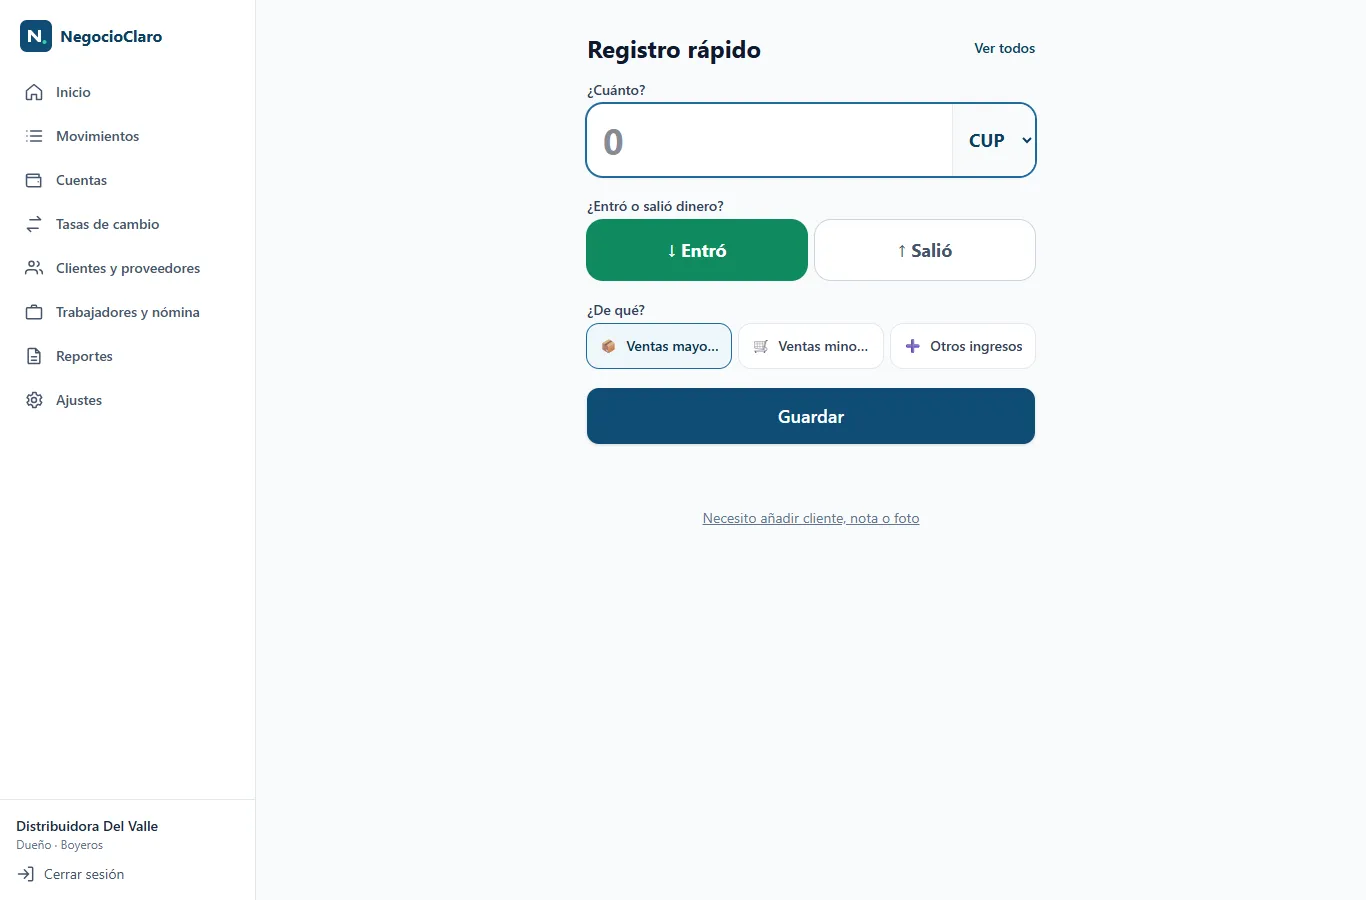 N.
NegocioClaro
Inicio
Movimientos
Cuentas
Tasas de cambio
Clientes y proveedores
Trabajadores y nómina
Reportes
Ajustes
Distribuidora Del Valle
Dueño · Boyeros
Cerrar sesión
Registro rápido
Ver todos
¿Cuánto?
0
CUP
¿Entró o salió dinero?
↓ Entró
↑ Salió
¿De qué?
Ventas mayo...
Ventas mino...
Otros ingresos
Guardar
Necesito añadir cliente, nota o foto